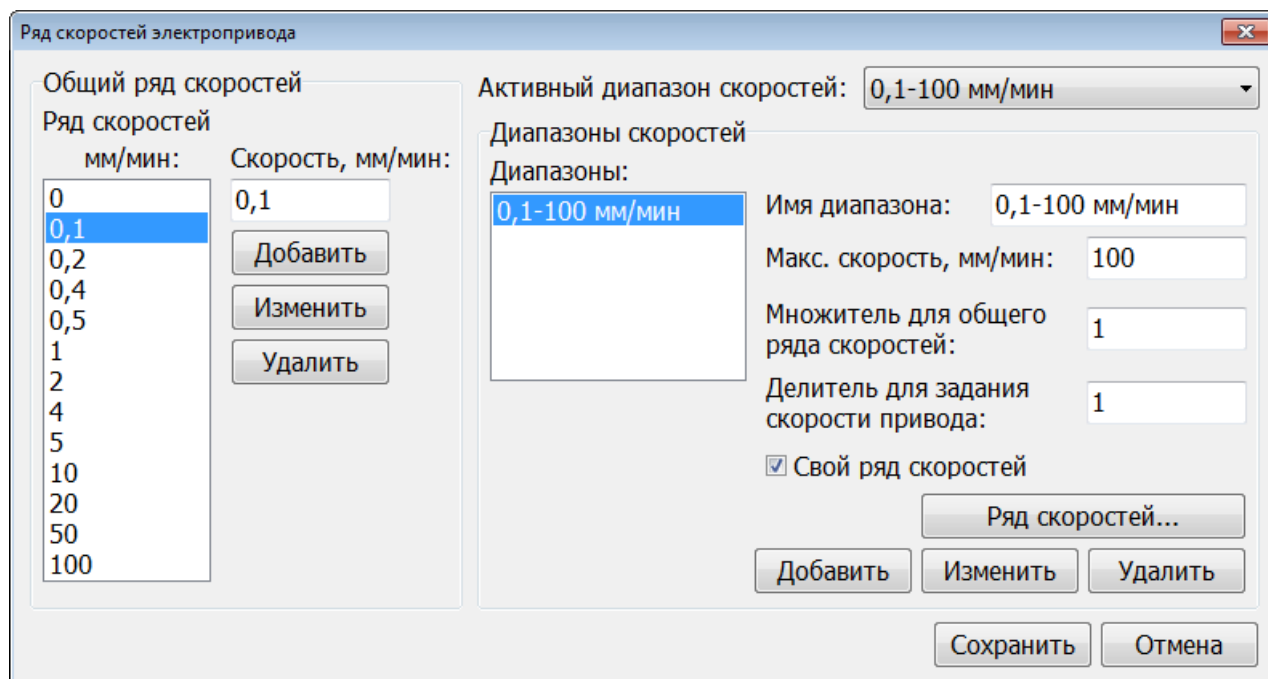 Ряд скоростей электропривода
Общий ряд скоростей
Ряд скоростей
мм/мин:
0
0,1
0,2
0,4
0,5
1
2
4
5
10
20
50
100
Скорость, мм/мин:
0,1
Добавить
Изменить
Удалить
Активный диапазон скоростей: 0,1-100 мм/мин
Диапазоны скоростей
Диапазоны:
0,1-100 мм/мин
Имя диапазона: 0,1-100 мм/мин
Макс. скорость, мм/мин: 100
Множитель для общего
ряда скоростей: 1
Делитель для задания
скорости привода: 1
Свой ряд скоростей
Ряд скоростей...
Добавить Изменить Удалить
Сохранить Отмена